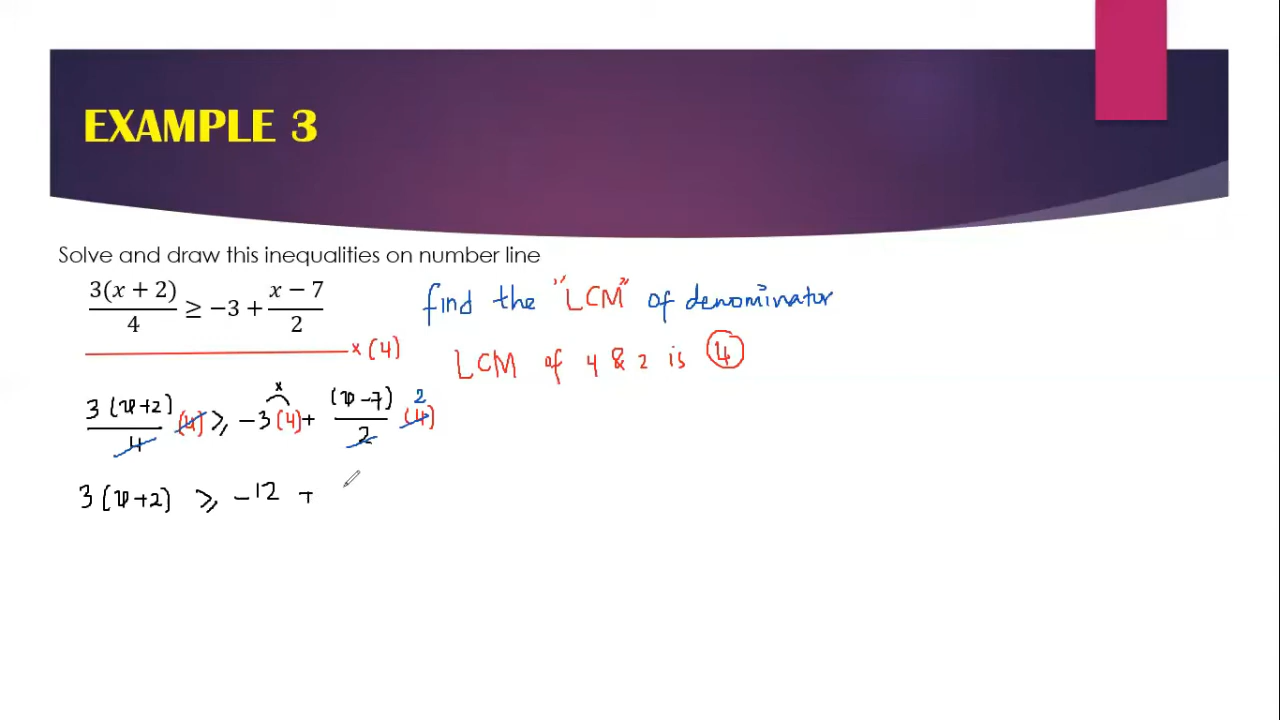 EXAMPLE 3
Solve and draw this inequalities on number line
3(x + 2)/4 ≥ −3 + (x − 7)/2
find the "LCM" of denominator
× (4)
LCM of 4 & 2 is 4
3(x+2)/4 (4) ≥ −3 (4) + (x−7)/2 (4)
×
2
3(x+2) ≥ −12 +